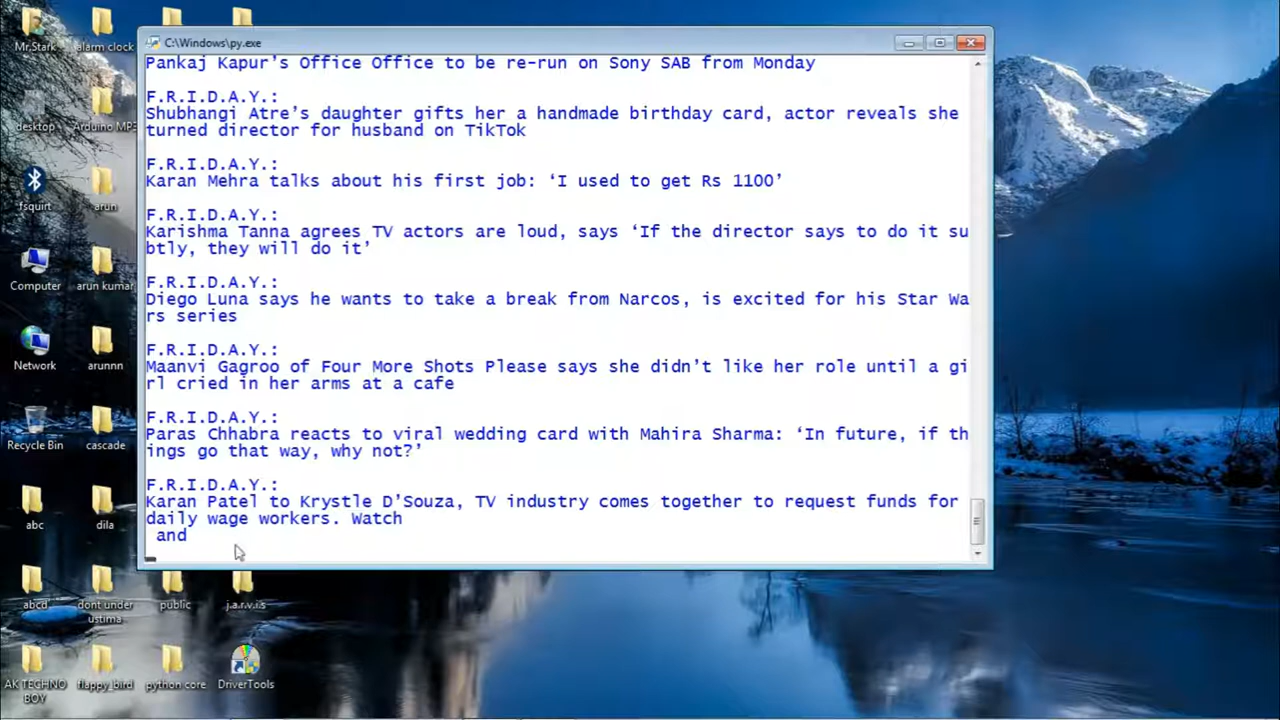 C:\Windows\py.exe
Pankaj Kapur’s Office Office to be re-run on Sony SAB from Monday
F.R.I.D.A.Y.:
Shubhangi Atre’s daughter gifts her a handmade birthday card, actor reveals she
turned director for husband on TikTok
F.R.I.D.A.Y.:
Karan Mehra talks about his first job: ‘I used to get Rs 1100’
F.R.I.D.A.Y.:
Karishma Tanna agrees TV actors are loud, says ‘If the director says to do it su
btly, they will do it’
F.R.I.D.A.Y.:
Diego Luna says he wants to take a break from Narcos, is excited for his Star Wa
rs series
F.R.I.D.A.Y.:
Maanvi Gagroo of Four More Shots Please says she didn’t like her role until a gi
rl cried in her arms at a cafe
F.R.I.D.A.Y.:
Paras Chhabra reacts to viral wedding card with Mahira Sharma: ‘In future, if th
ings go that way, why not?’
F.R.I.D.A.Y.:
Karan Patel to Krystle D’Souza, TV industry comes together to request funds for
daily wage workers. Watch
and
Mr.Stark
alarm clock
desktop
Arduino MP3
fsquirt
arun
Computer
arun kumar
Network
arunnn
Recycle Bin
cascade
abc
dila
abcd
dont under
ustima
public
j.a.r.v.i.s
AK TECHNO
BOY
flappy_bird
python core
DriverTools